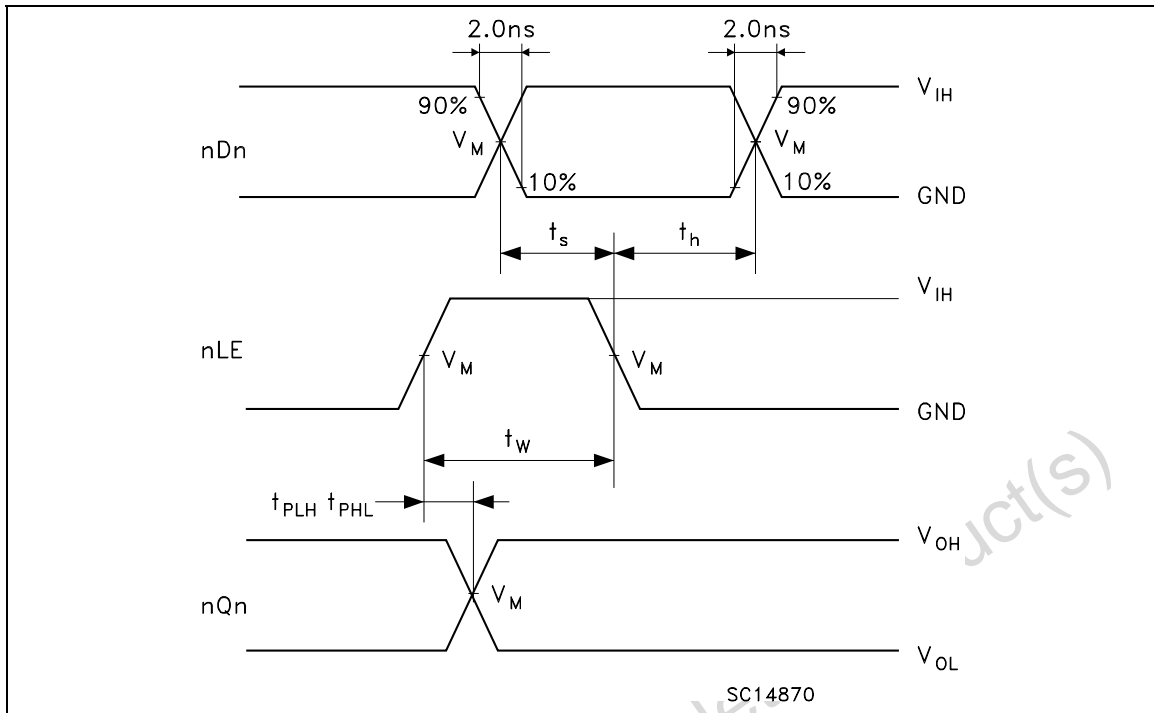 2.0ns 2.0ns
90% 90% V_IH
nDn V_M V_M
10% 10% GND
t_s t_h
V_IH
nLE V_M V_M
GND
t_W
t_PLH t_PHL
V_OH
nQn V_M
V_OL
SC14870
uct(s)